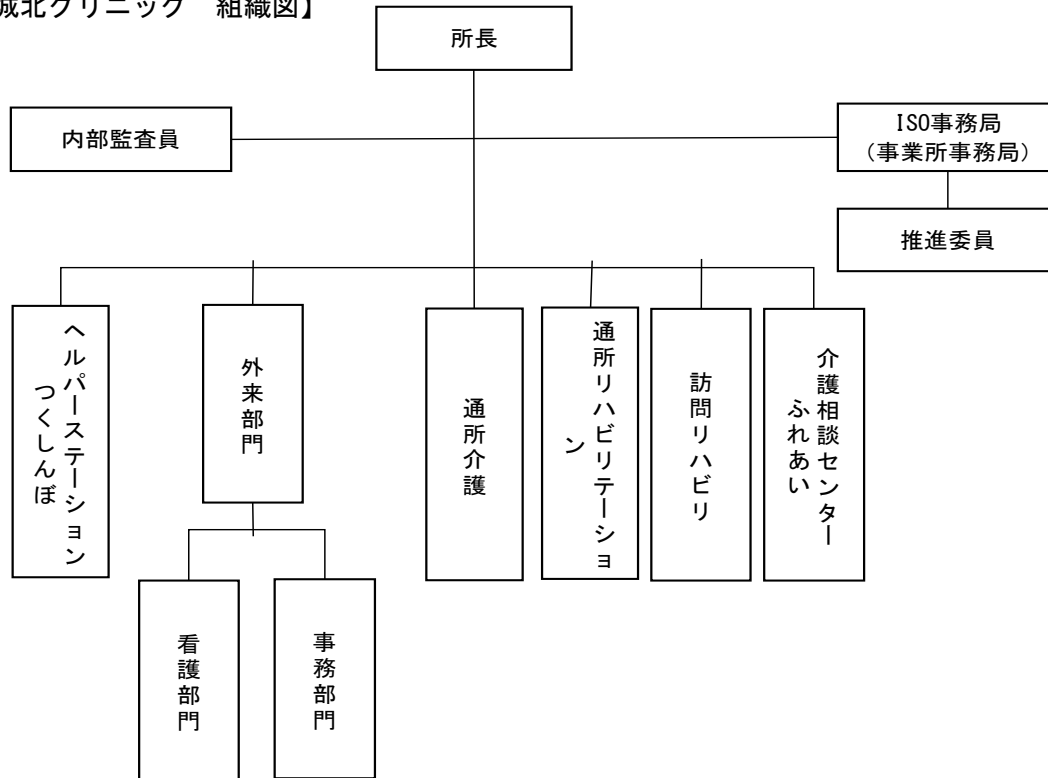 城北クリニック　組織図】
所長
内部監査員
ISO事務局
（事業所事務局）
推進委員
ヘルパーステーション
つくしんぼ
外来部門
通所介護
通所リハビリテーショ
ン
訪問リハビリ
介護相談センター
ふれあい
看護部門
事務部門